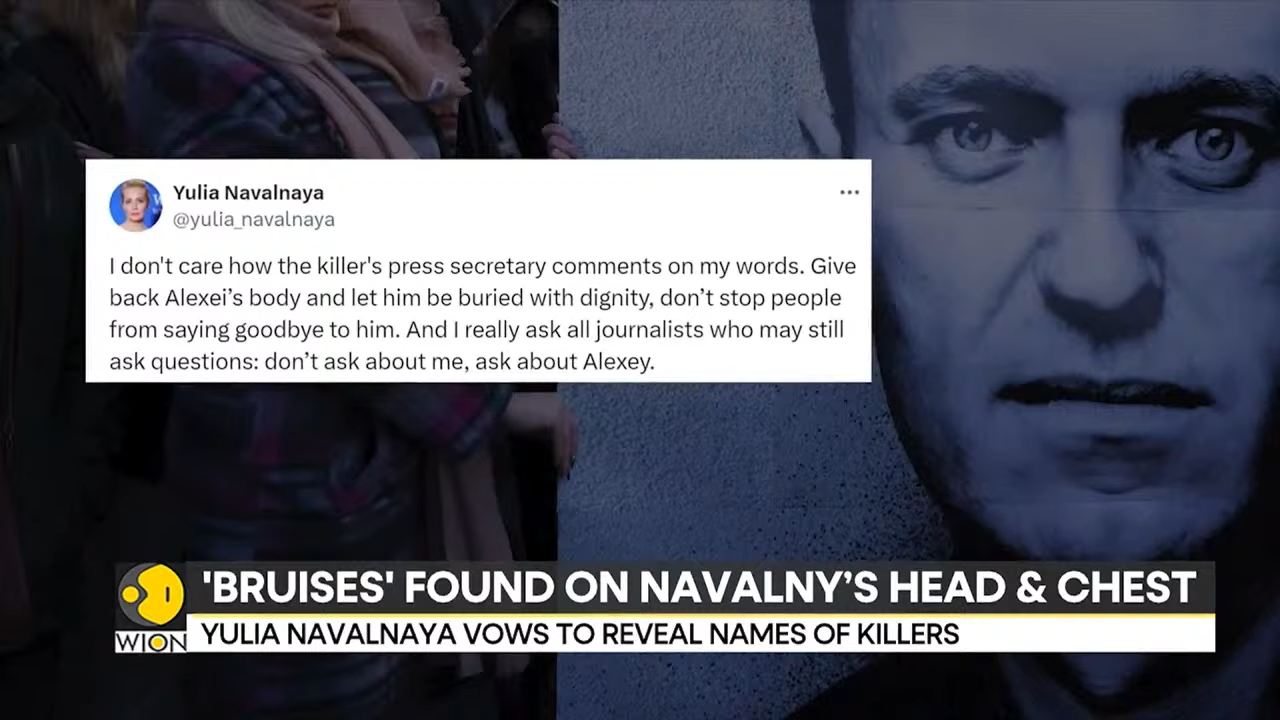 Yulia Navalnaya
@yulia_navalnaya
I don't care how the killer's press secretary comments on my words. Give
back Alexei’s body and let him be buried with dignity, don’t stop people
from saying goodbye to him. And I really ask all journalists who may still
ask questions: don’t ask about me, ask about Alexey.
'BRUISES' FOUND ON NAVALNY’S HEAD & CHEST
WION
YULIA NAVALNAYA VOWS TO REVEAL NAMES OF KILLERS